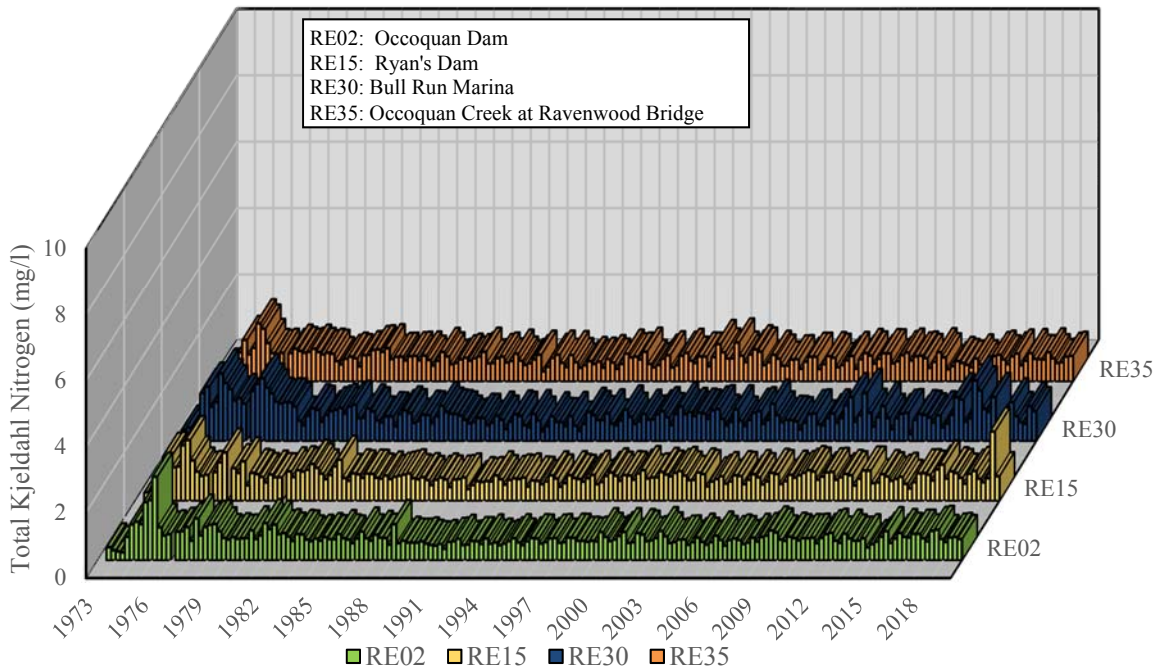 RE02: Occoquan Dam
RE15: Ryan's Dam
RE30: Bull Run Marina
RE35: Occoquan Creek at Ravenwood Bridge
Total Kjeldahl Nitrogen (mg/l)
10
8
6
4
2
0
RE35
RE30
RE15
RE02
1973 1976 1979 1982 1985 1988 1991 1994 1997 2000 2003 2006 2009 2012 2015 2018
RE02 RE15 RE30 RE35